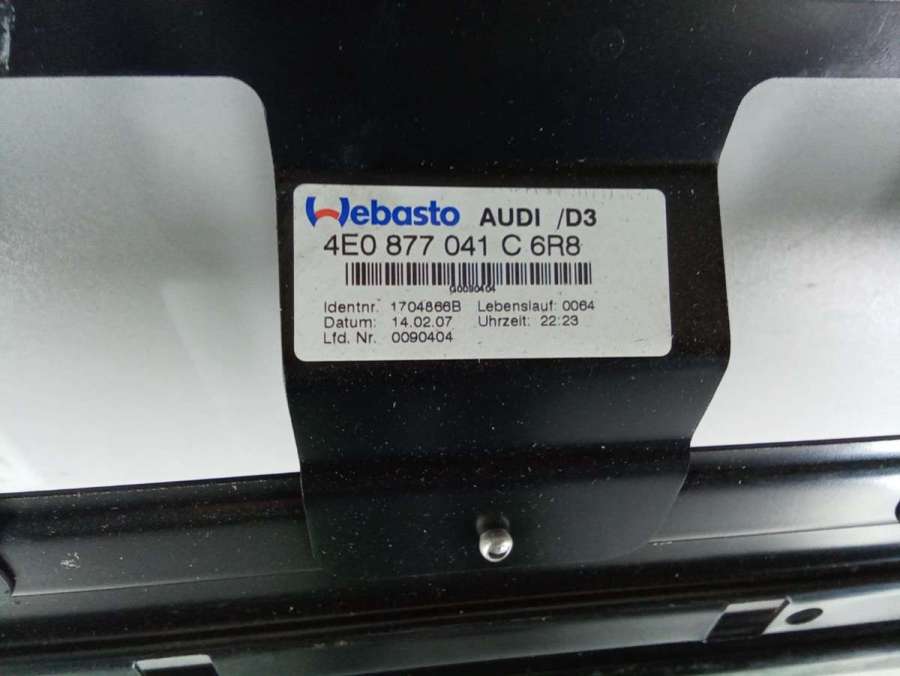 Webasto AUDI /D3
4E0 877 041 C 6R8
G0090404
Identnr. 1704866B Lebenslauf: 0064
Datum: 14.02.07 Uhrzeit: 22:23
Lfd. Nr. 0090404